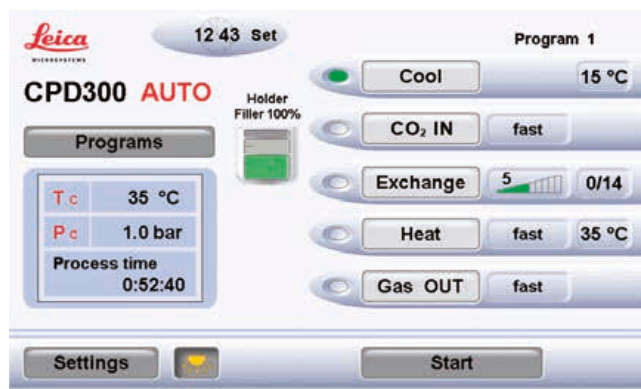 Leica
MICROSYSTEMS
12 43 Set
Program 1
CPD300 AUTO
Holder
Filler 100%
Programs
Tc 35 °C
Pc 1.0 bar
Process time
0:52:40
Cool 15 °C
CO₂ IN fast
Exchange 5 0/14
Heat fast 35 °C
Gas OUT fast
Settings
Start